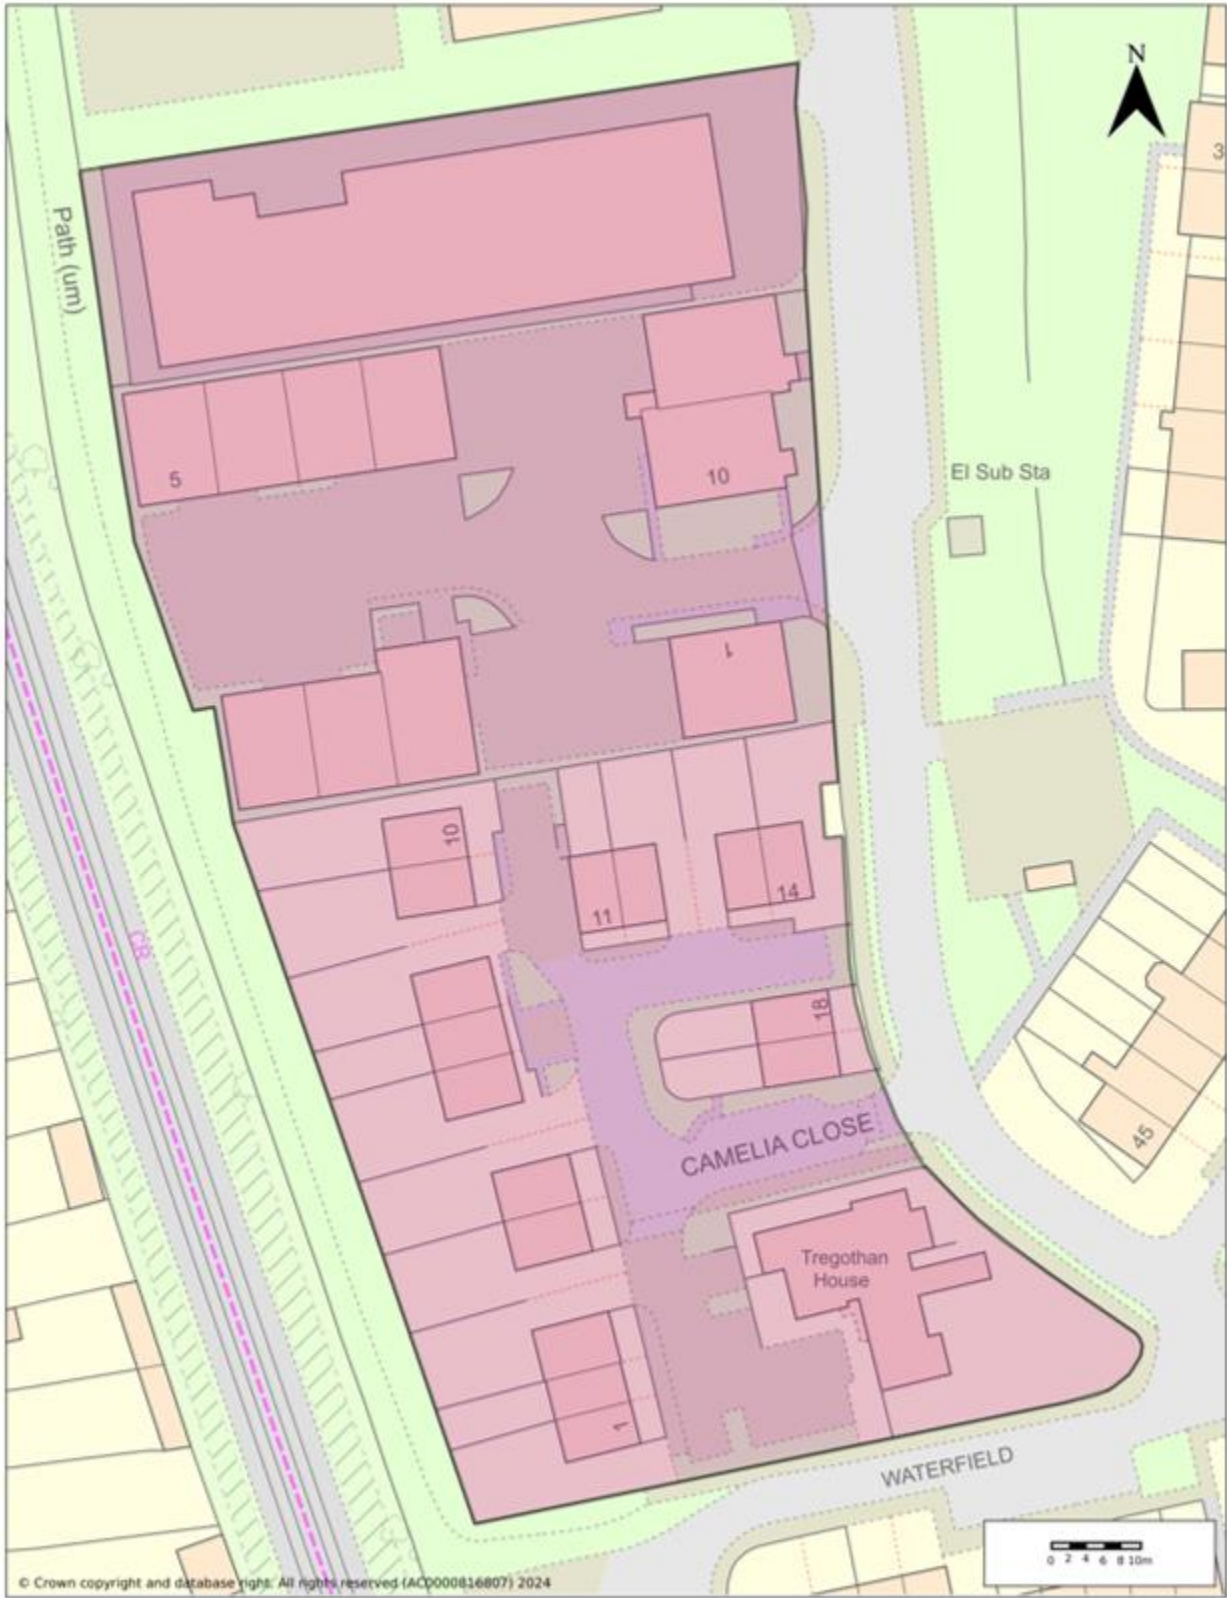 N
3
Path (um)
5
10
El Sub Sta
1
10
11
14
18
CB
CAMELIA CLOSE
45
Tregothan
House
1
WATERFIELD
0 2 4 6 8 10m
© Crown copyright and database right. All rights reserved (AC0000816807) 2024